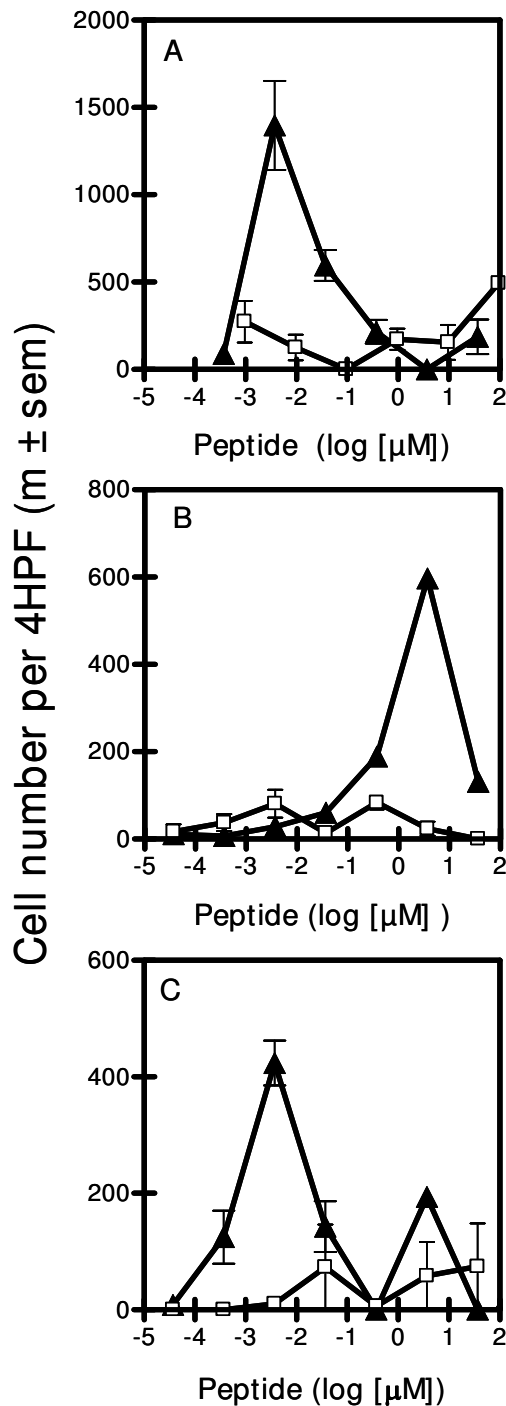 Cell number per 4HPF (m ± sem)
A
2000
1500
1000
500
0
-5 -4 -3 -2 -1 0 1 2
Peptide (log [µM])
B
800
600
400
200
0
-5 -4 -3 -2 -1 0 1 2
Peptide (log [µM] )
C
600
400
200
0
-5 -4 -3 -2 -1 0 1 2
Peptide (log [µM])